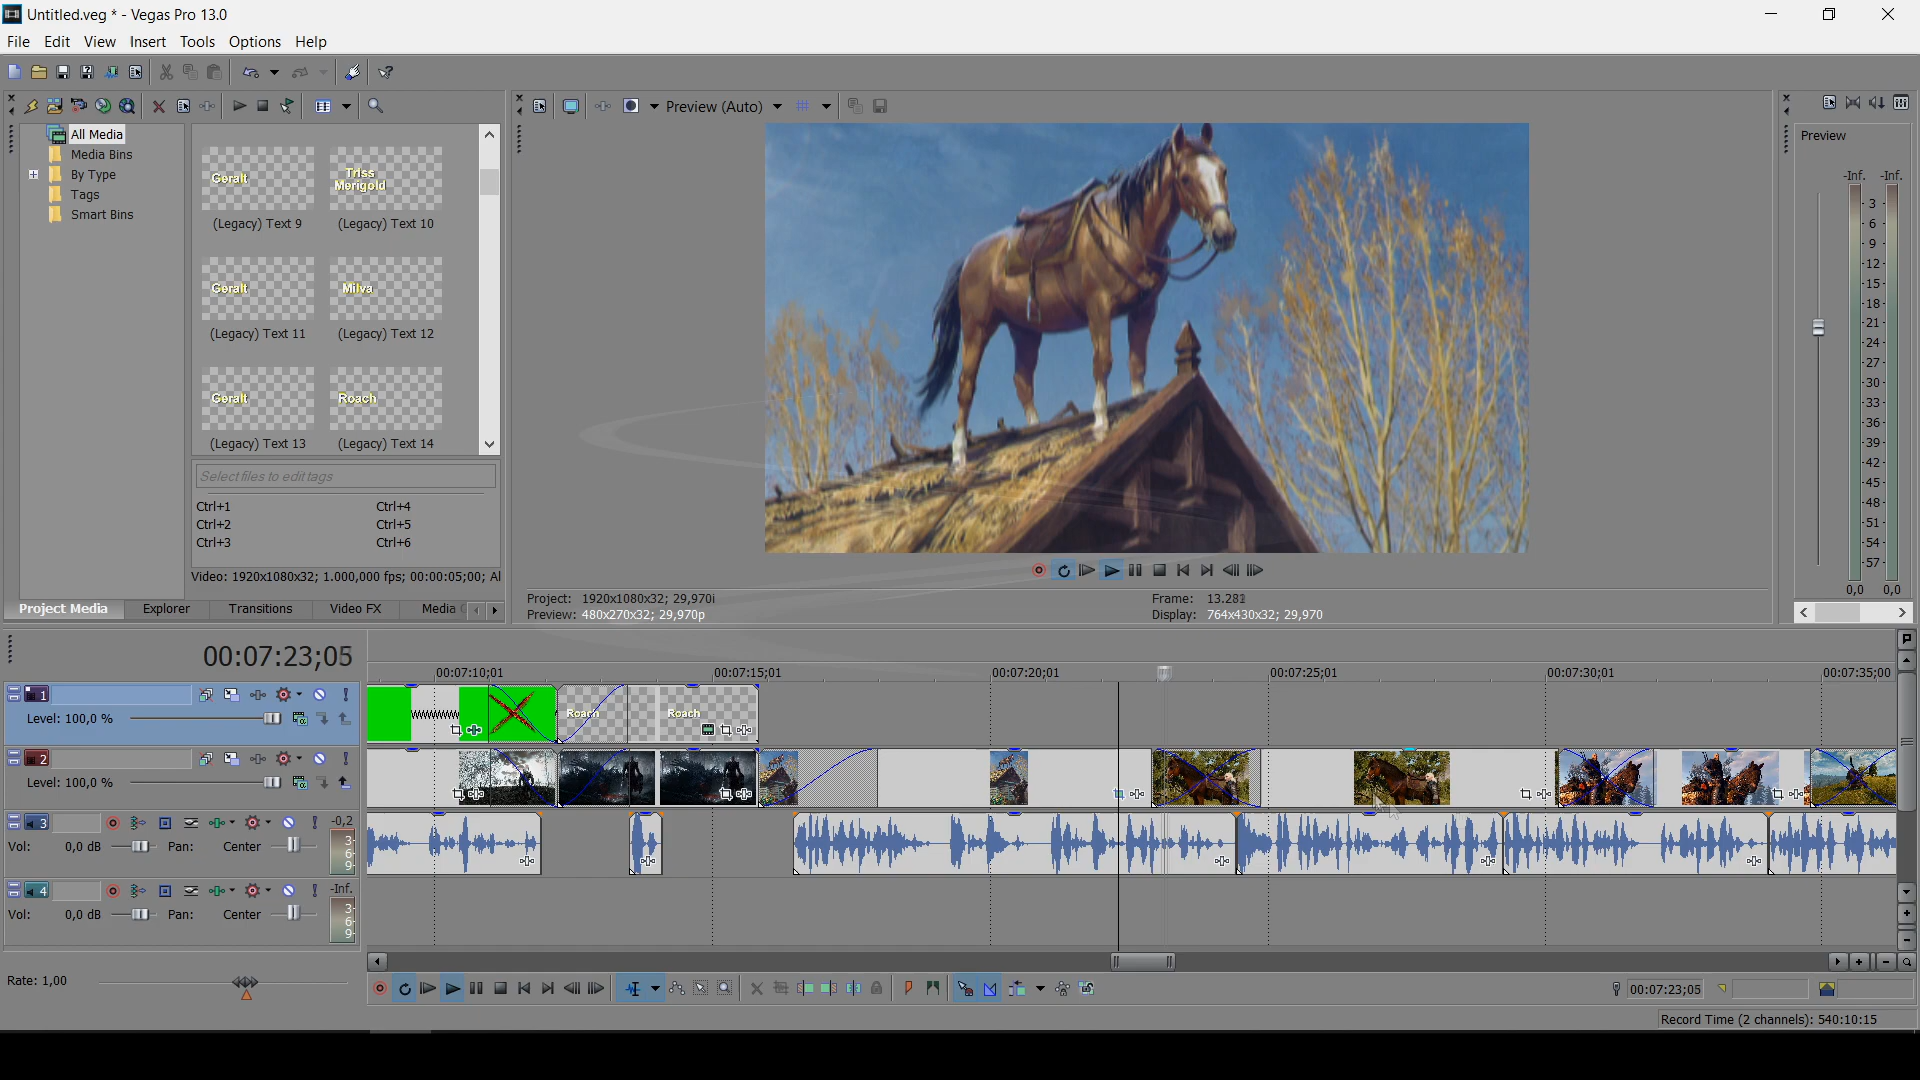 Untitled.veg * - Vegas Pro 13.0
File Edit View Insert Tools Options Help
Preview (Auto)
All Media
Media Bins
By Type
Tags
Smart Bins
Geralt
(Legacy) Text 9
Triss Merigold
(Legacy) Text 10
Geralt
(Legacy) Text 11
Milva
(Legacy) Text 12
Geralt
(Legacy) Text 13
Roach
(Legacy) Text 14
Select files to edit tags
Ctrl+1 Ctrl+4
Ctrl+2 Ctrl+5
Ctrl+3 Ctrl+6
Video: 1920x1080x32; 1.000,000 fps; 00:00:05;00; Al
Project Media Explorer Transitions Video FX Media
Project: 1920x1080x32; 29,970i
Preview: 480x270x32; 29,970p
Frame: 13.281
Display: 764x430x32; 29,970
Preview
-Inf. -Inf.
- 3 -
- 6 -
- 9 -
-12-
-15-
-18-
-21-
-24-
-27-
-30-
-33-
-36-
-39-
-42-
-45-
-48-
-51-
-54-
-57-
0,0 0,0
00:07:23;05
00:07:10;01 00:07:15;01 00:07:20;01 00:07:25;01 00:07:30;01 00:07:35;00
1
Level: 100,0 %
Roach Roach
2
Level: 100,0 %
3 -0,2
Vol: 0,0 dB Pan: Center
3
6
9
4 -Inf.
Vol: 0,0 dB Pan: Center
3
6
9
Rate: 1,00
00:07:23;05
Record Time (2 channels): 540:10:15